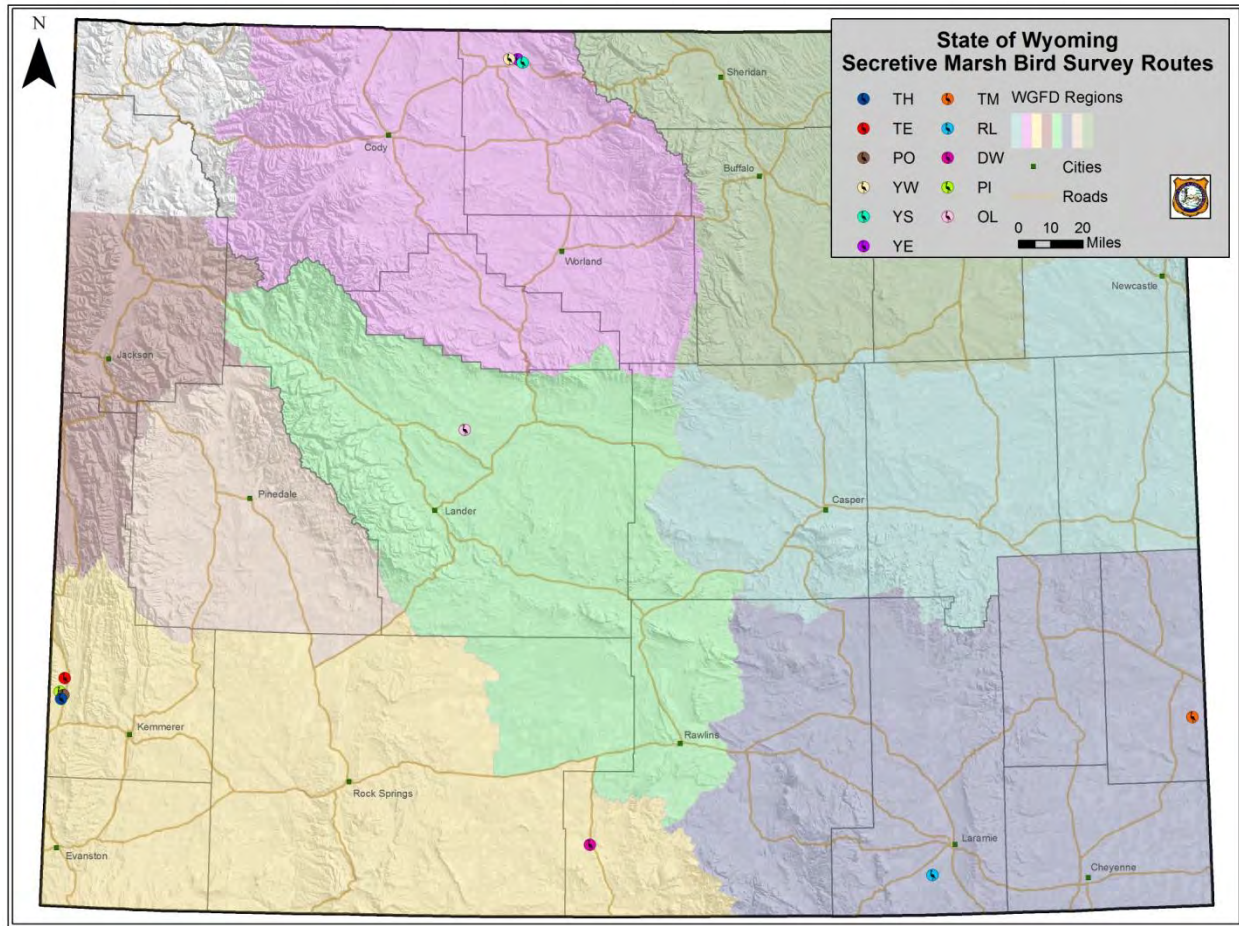 N
State of Wyoming
Secretive Marsh Bird Survey Routes
TH
TE
PO
YW
YS
YE
TM
RL
DW
PI
OL
WGFD Regions
Cities
Roads
0 10 20
Miles
Sheridan
Cody
Buffalo
Worland
Newcastle
Jackson
Pinedale
Lander
Casper
Kemmerer
Rawlins
Rock Springs
Evanston
Laramie
Cheyenne